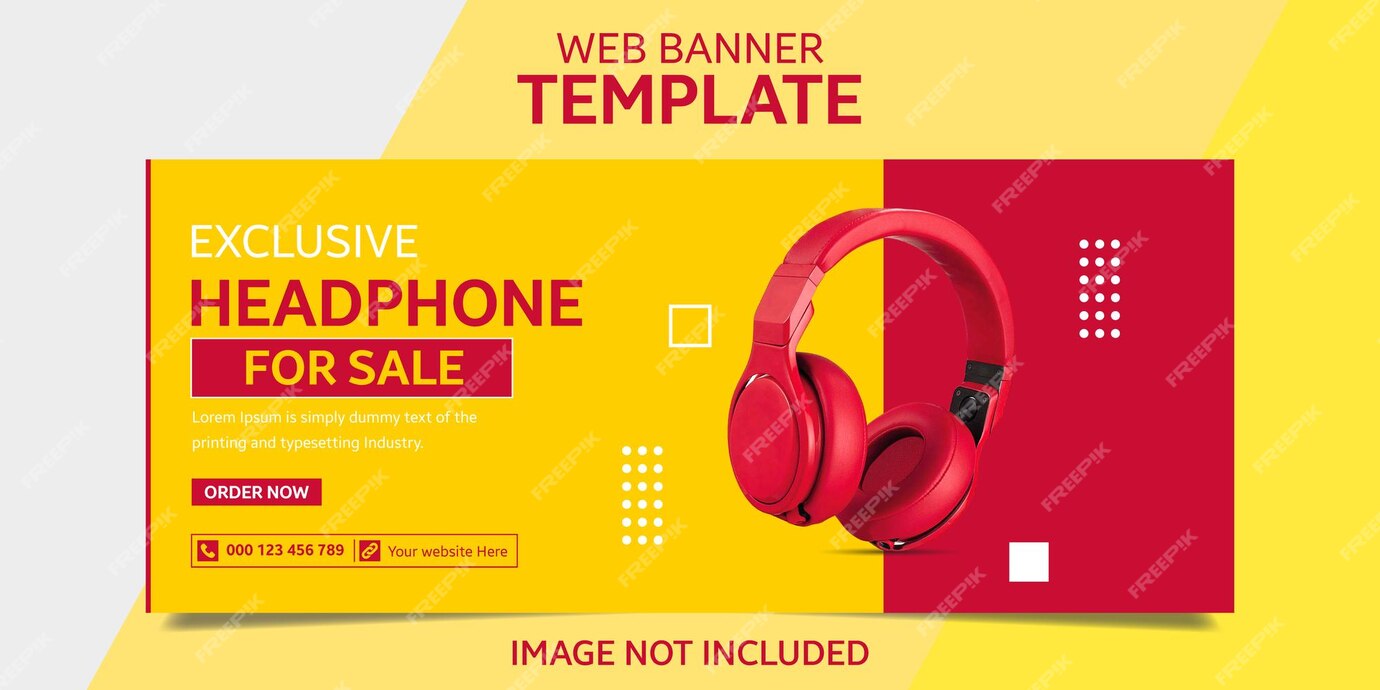 WEB BANNER
TEMPLATE
EXCLUSIVE
HEADPHONE
FOR SALE
Lorem Ipsum is simply dummy text of the
printing and typesetting Industry.
ORDER NOW
000 123 456 789 Your website Here
IMAGE NOT INCLUDED
FREEPIK